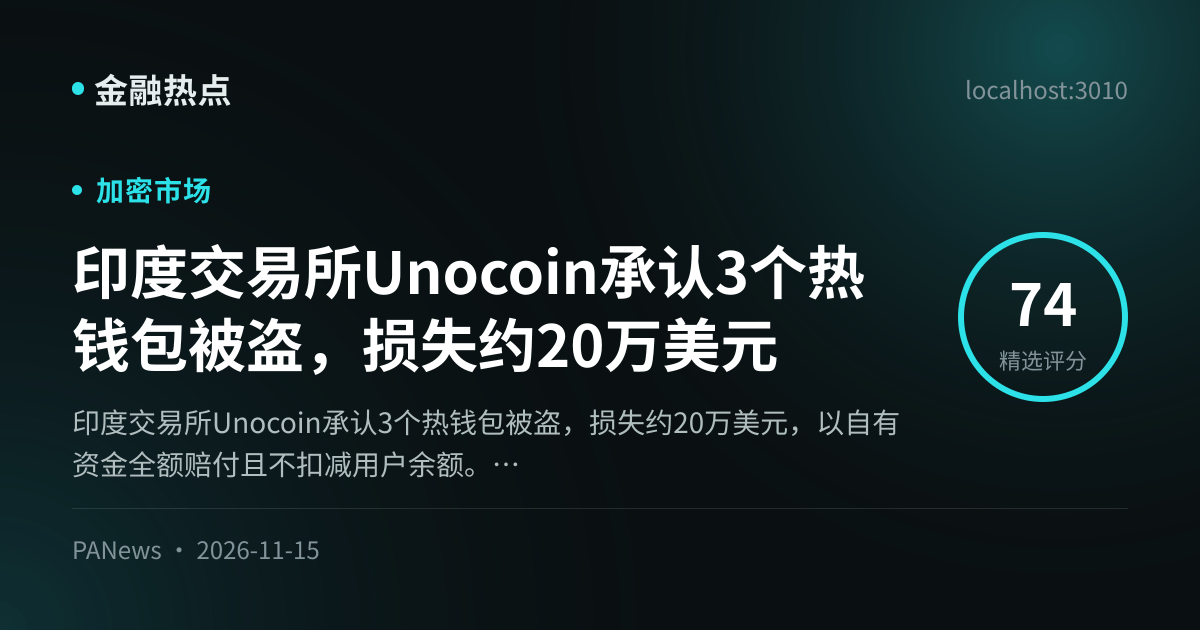 金融热点
localhost:3010
加密市场
印度交易所Unocoin承认3个热
钱包被盗，损失约20万美元
74
精选评分
印度交易所Unocoin承认3个热钱包被盗，损失约20万美元，以自有
资金全额赔付且不扣减用户余额。…
PANews · 2026-11-15